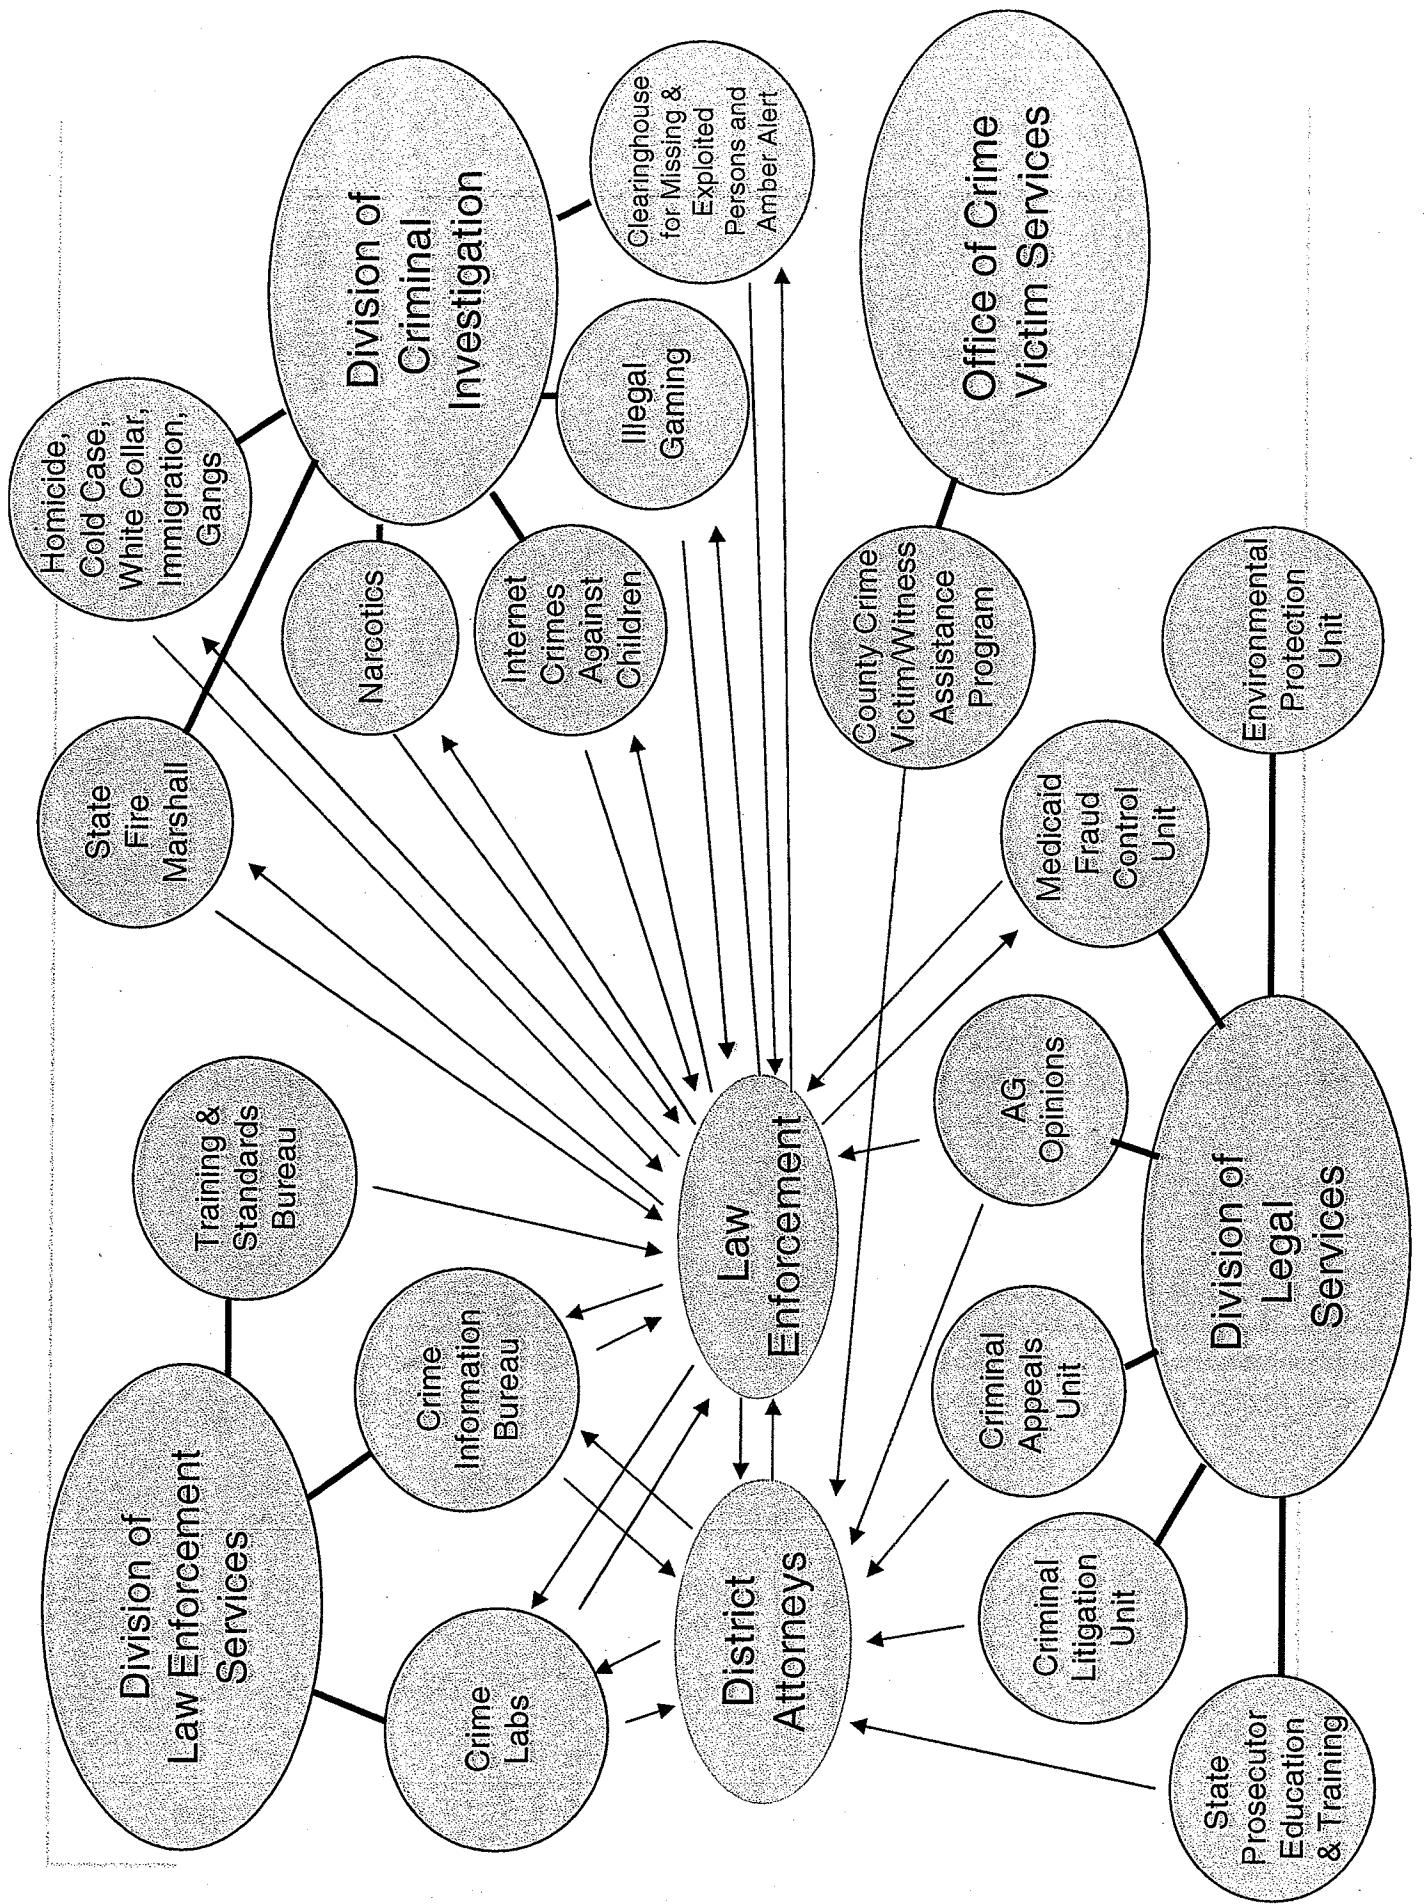 Division of
Law Enforcement
Services
Training &
Standards
Bureau
State
Fire
Marshall
Homicide,
Cold Case,
White Collar,
Immigration,
Gangs
Crime
Labs
Crime
Information
Bureau
Narcotics
Internet
Crimes
Against
Children
Division of
Criminal
Investigation
Illegal
Gaming
Clearinghouse
for Missing &
Exploited
Persons and
Amber Alert
District
Attorneys
Law
Enforcement
County Crime
Victim/Witness
Assistance
Program
Office of Crime
Victim Services
State
Prosecutor
Education
& Training
Criminal
Litigation
Unit
Criminal
Appeals
Unit
AG
Opinions
Medicaid
Fraud
Control
Unit
Environmental
Protection
Unit
Division of
Legal
Services